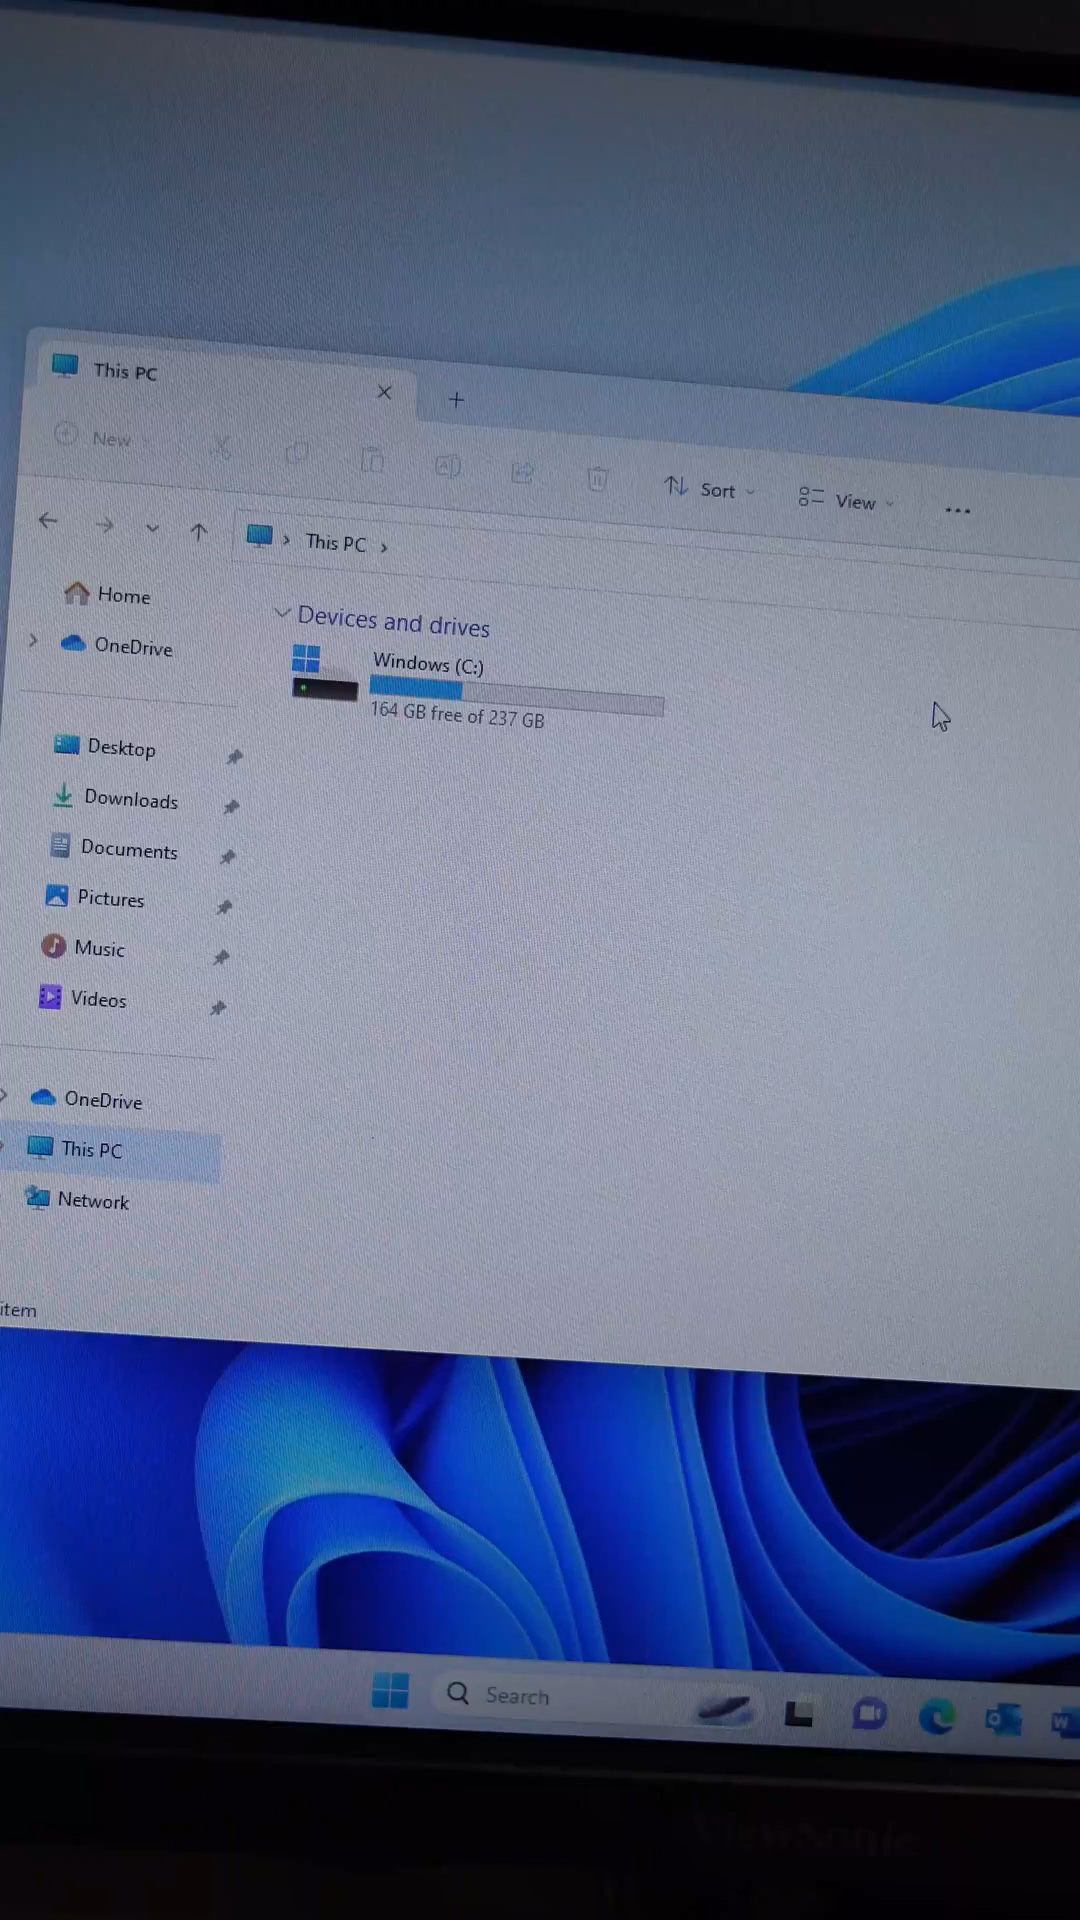 This PC
New
Sort
View
This PC
Home
OneDrive
Devices and drives
Windows (C:)
164 GB free of 237 GB
Desktop
Downloads
Documents
Pictures
Music
Videos
OneDrive
This PC
Network
item
Search
ViewSonic